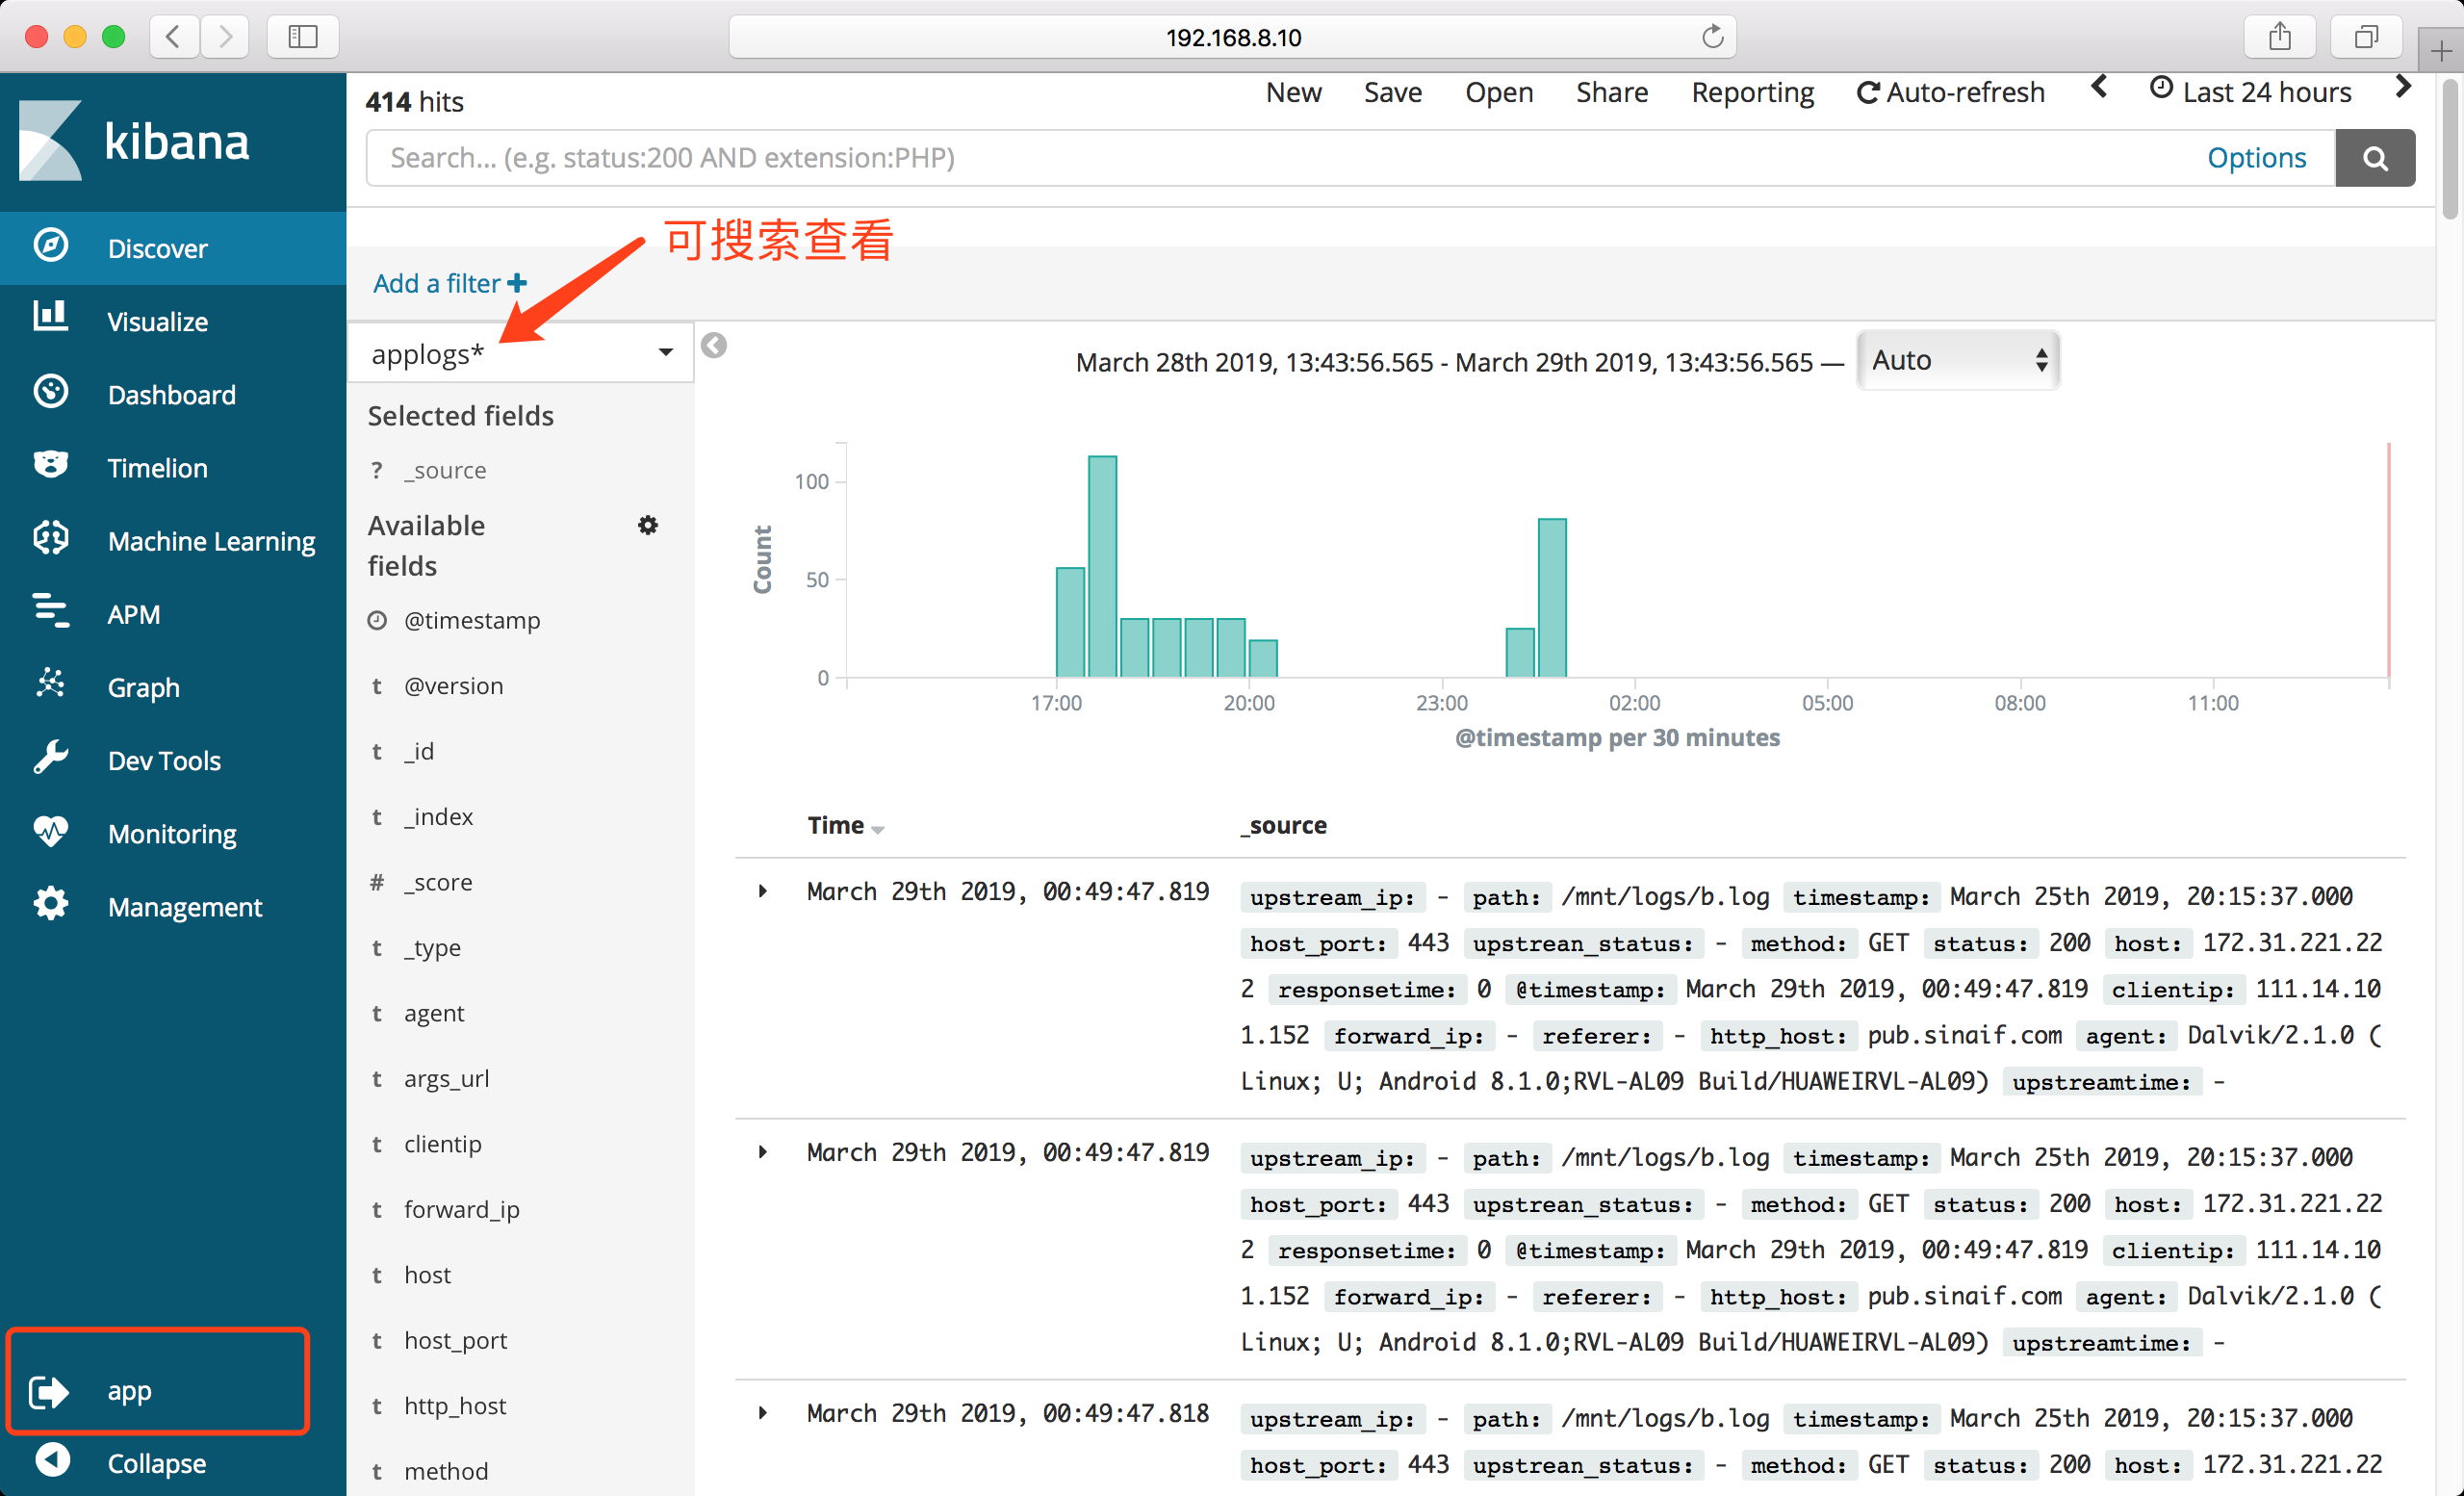 192.168.8.10
kibana
Discover
Visualize
Dashboard
Timelion
Machine Learning
APM
Graph
Dev Tools
Monitoring
Management
app
Collapse
414 hits
New Save Open Share Reporting Auto-refresh Last 24 hours
Search... (e.g. status:200 AND extension:PHP) Options
可搜索查看
Add a filter
applogs*
Selected fields
? _source
Available
fields
@timestamp
t @version
t _id
t _index
# _score
t _type
t agent
t args_url
t clientip
t forward_ip
t host
t host_port
t http_host
t method
March 28th 2019, 13:43:56.565 - March 29th 2019, 13:43:56.565 — Auto
Count
100
50
0
17:00 20:00 23:00 02:00 05:00 08:00 11:00
@timestamp per 30 minutes
Time _source
March 29th 2019, 00:49:47.819 upstream_ip: - path: /mnt/logs/b.log timestamp: March 25th 2019, 20:15:37.000
host_port: 443 upstrean_status: - method: GET status: 200 host: 172.31.221.22
2 responsetime: 0 @timestamp: March 29th 2019, 00:49:47.819 clientip: 111.14.10
1.152 forward_ip: - referer: - http_host: pub.sinaif.com agent: Dalvik/2.1.0 (
Linux; U; Android 8.1.0;RVL-AL09 Build/HUAWEIRVL-AL09) upstreamtime: -
March 29th 2019, 00:49:47.819 upstream_ip: - path: /mnt/logs/b.log timestamp: March 25th 2019, 20:15:37.000
host_port: 443 upstrean_status: - method: GET status: 200 host: 172.31.221.22
2 responsetime: 0 @timestamp: March 29th 2019, 00:49:47.819 clientip: 111.14.10
1.152 forward_ip: - referer: - http_host: pub.sinaif.com agent: Dalvik/2.1.0 (
Linux; U; Android 8.1.0;RVL-AL09 Build/HUAWEIRVL-AL09) upstreamtime: -
March 29th 2019, 00:49:47.818 upstream_ip: - path: /mnt/logs/b.log timestamp: March 25th 2019, 20:15:37.000
host_port: 443 upstrean_status: - method: GET status: 200 host: 172.31.221.22